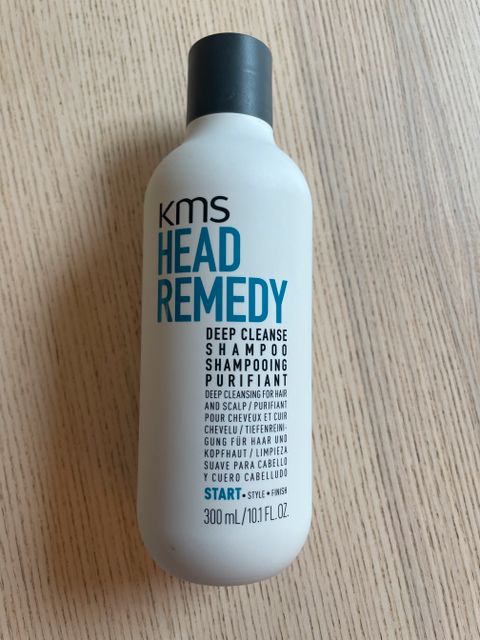 KMS
HEAD
REMEDY
DEEP CLEANSE
SHAMPOO
SHAMPOOING
PURIFIANT
DEEP CLEANSING FOR HAIR
AND SCALP / PURIFIANT
POUR CHEVEUX ET CUIR
CHEVELU / TIEFENREINI-
GUNG FÜR HAAR UND
KOPFHAUT / LIMPIEZA
SUAVE PARA CABELLO
Y CUERO CABELLUDO
START • STYLE • FINISH
300 mL/10.1 FL.OZ.